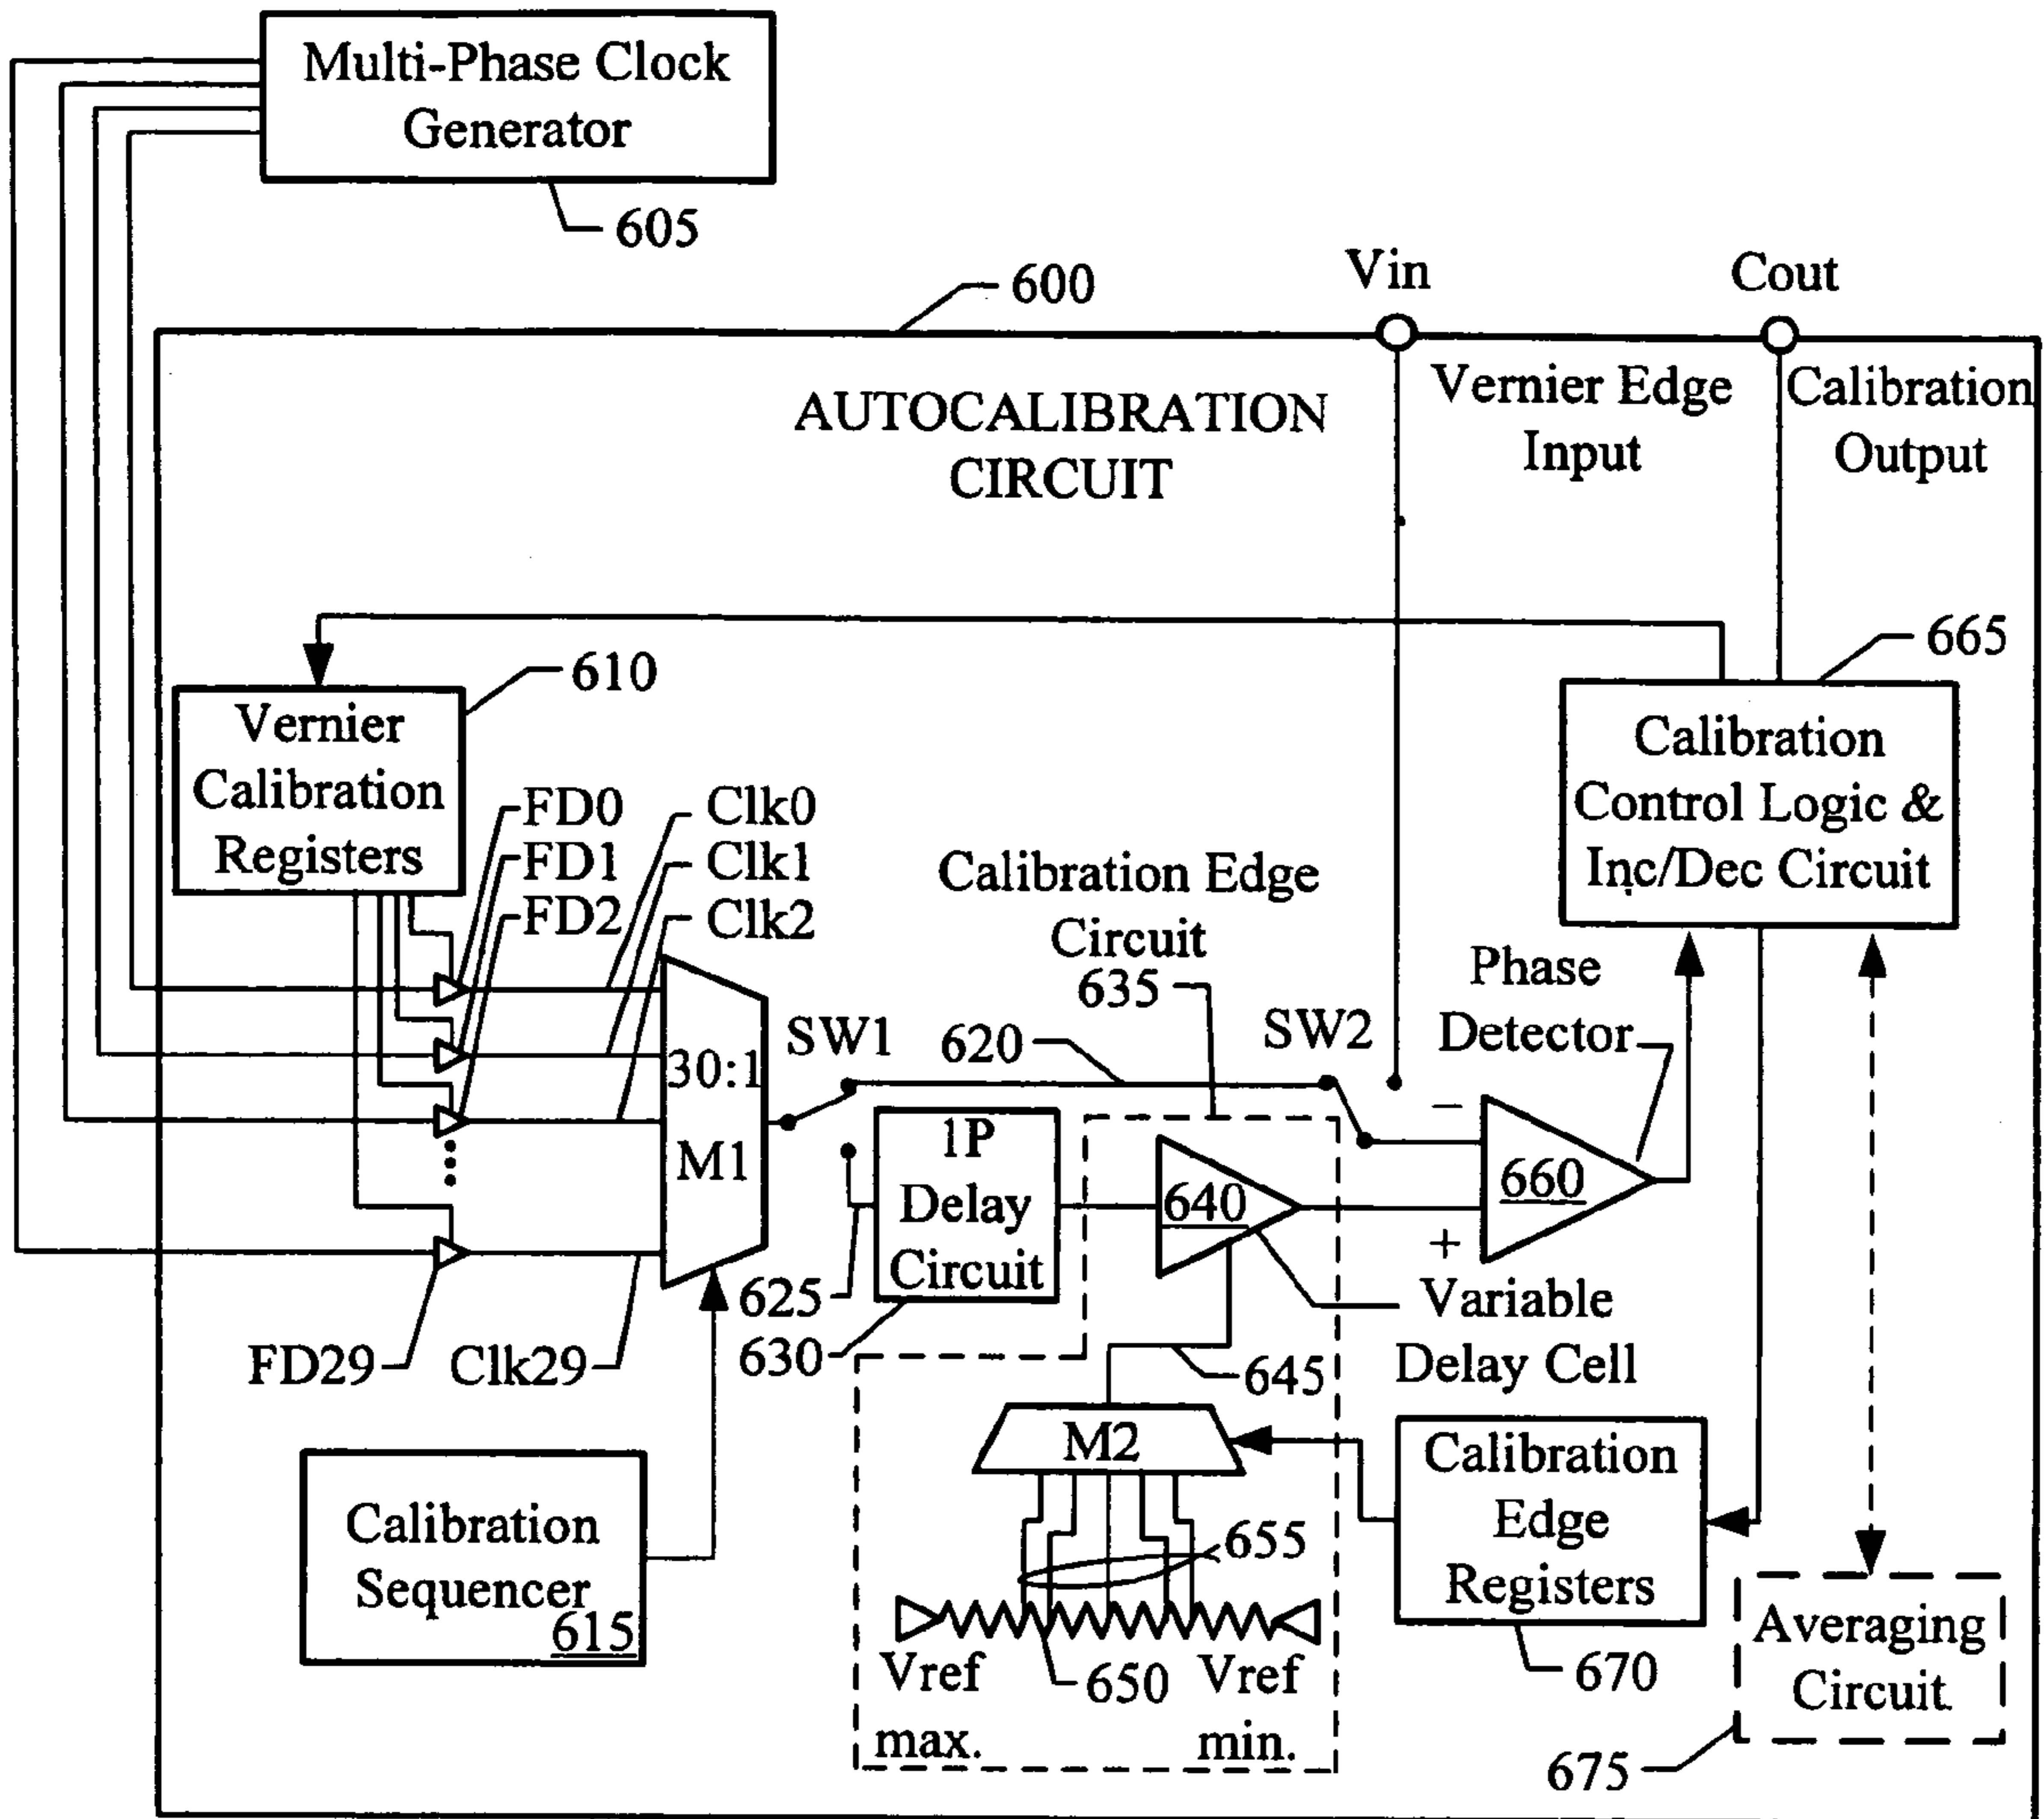 Multi-Phase Clock
Generator
605
600
Vin
Cout
AUTOCALIBRATION
CIRCUIT
Vernier Edge
Input
Calibration
Output
610
665
Vernier
Calibration
Registers
FD0
FD1
FD2
Clk0
Clk1
Clk2
Calibration Edge
Circuit
635
Calibration
Control Logic &
Inc/Dec Circuit
Phase
Detector
SW1
620
SW2
30:1
M1
1P
Delay
Circuit
640
−
+
660
625
630
Variable
Delay Cell
FD29
Clk29
645
M2
Calibration
Sequencer
615
655
Calibration
Edge
Registers
670
Vref
max.
650
Vref
min.
Averaging
Circuit
675